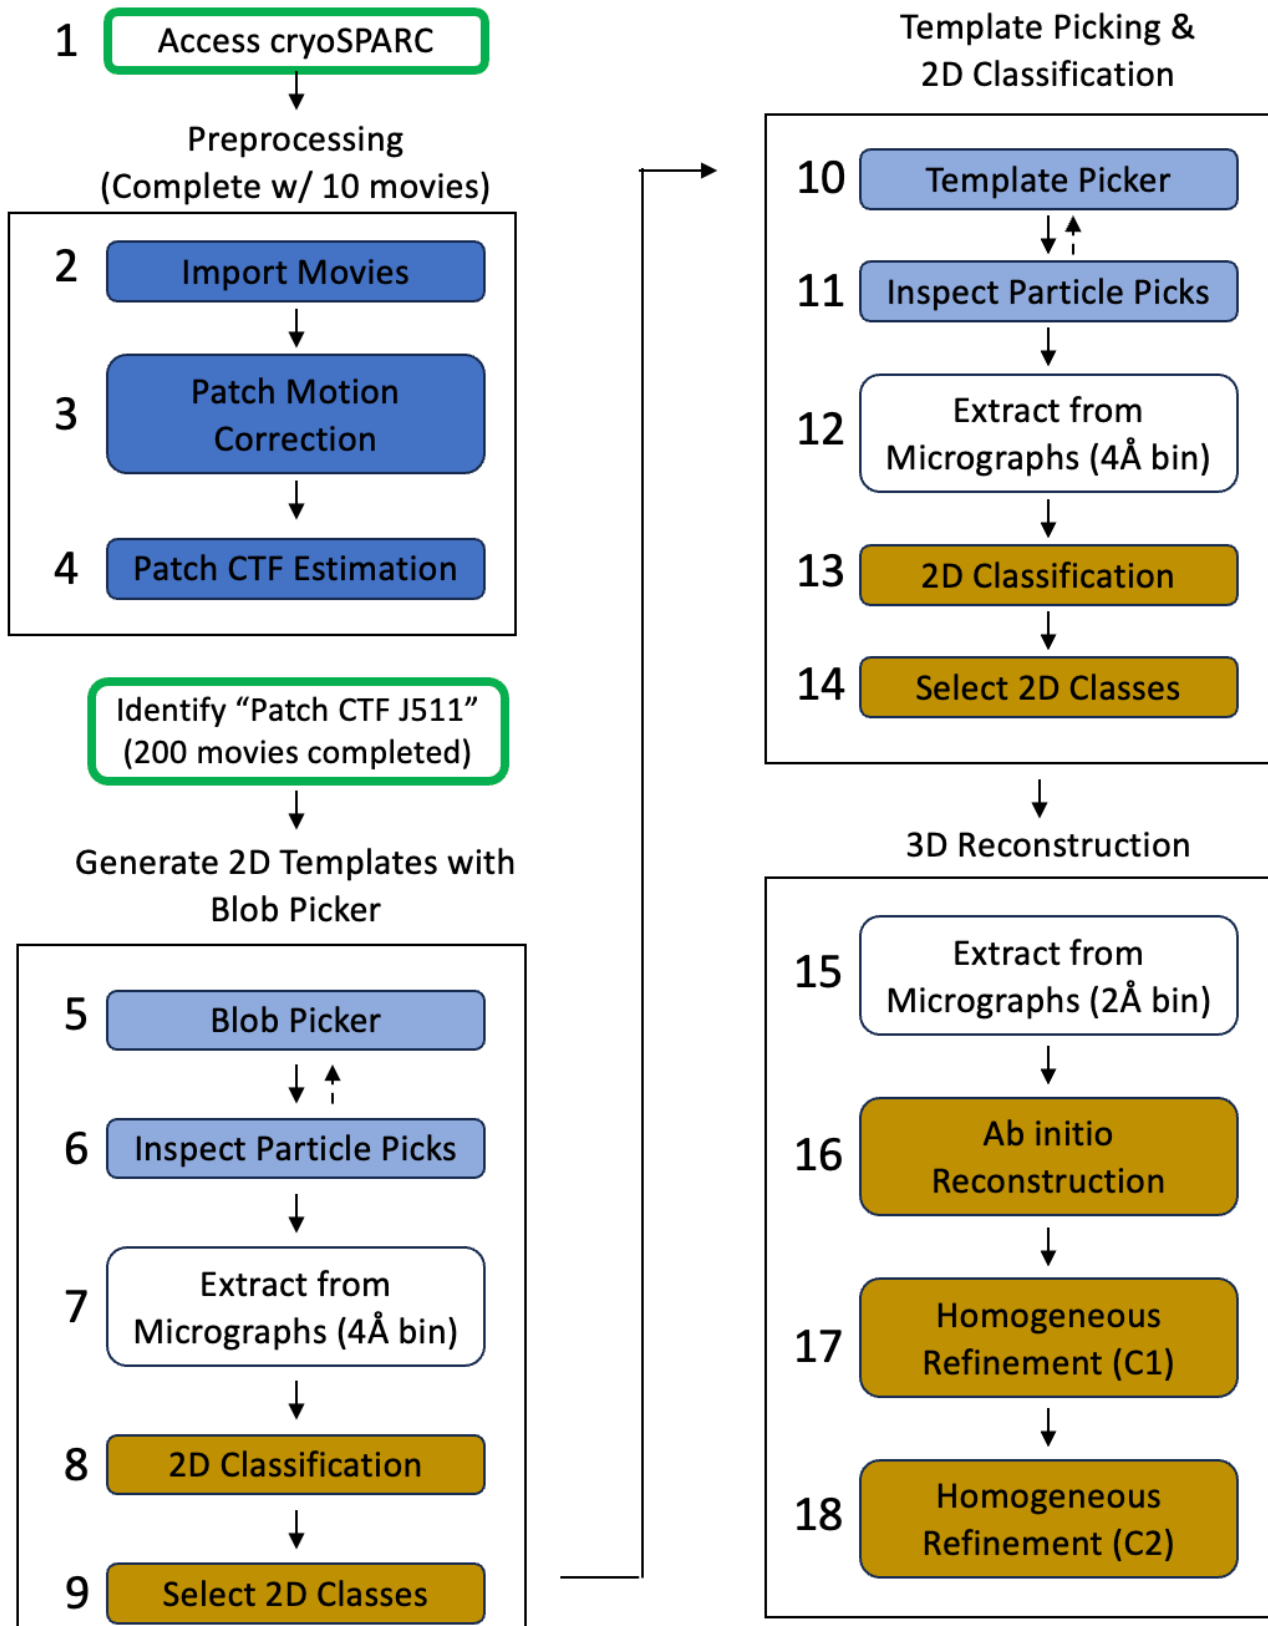 1 Access cryoSPARC
Preprocessing
(Complete w/ 10 movies)
2 Import Movies
3 Patch Motion
Correction
4 Patch CTF Estimation
Identify “Patch CTF J511”
(200 movies completed)
Generate 2D Templates with
Blob Picker
5 Blob Picker
6 Inspect Particle Picks
7 Extract from
Micrographs (4Å bin)
8 2D Classification
9 Select 2D Classes
Template Picking &
2D Classification
10 Template Picker
11 Inspect Particle Picks
12 Extract from
Micrographs (4Å bin)
13 2D Classification
14 Select 2D Classes
3D Reconstruction
15 Extract from
Micrographs (2Å bin)
16 Ab initio
Reconstruction
17 Homogeneous
Refinement (C1)
18 Homogeneous
Refinement (C2)